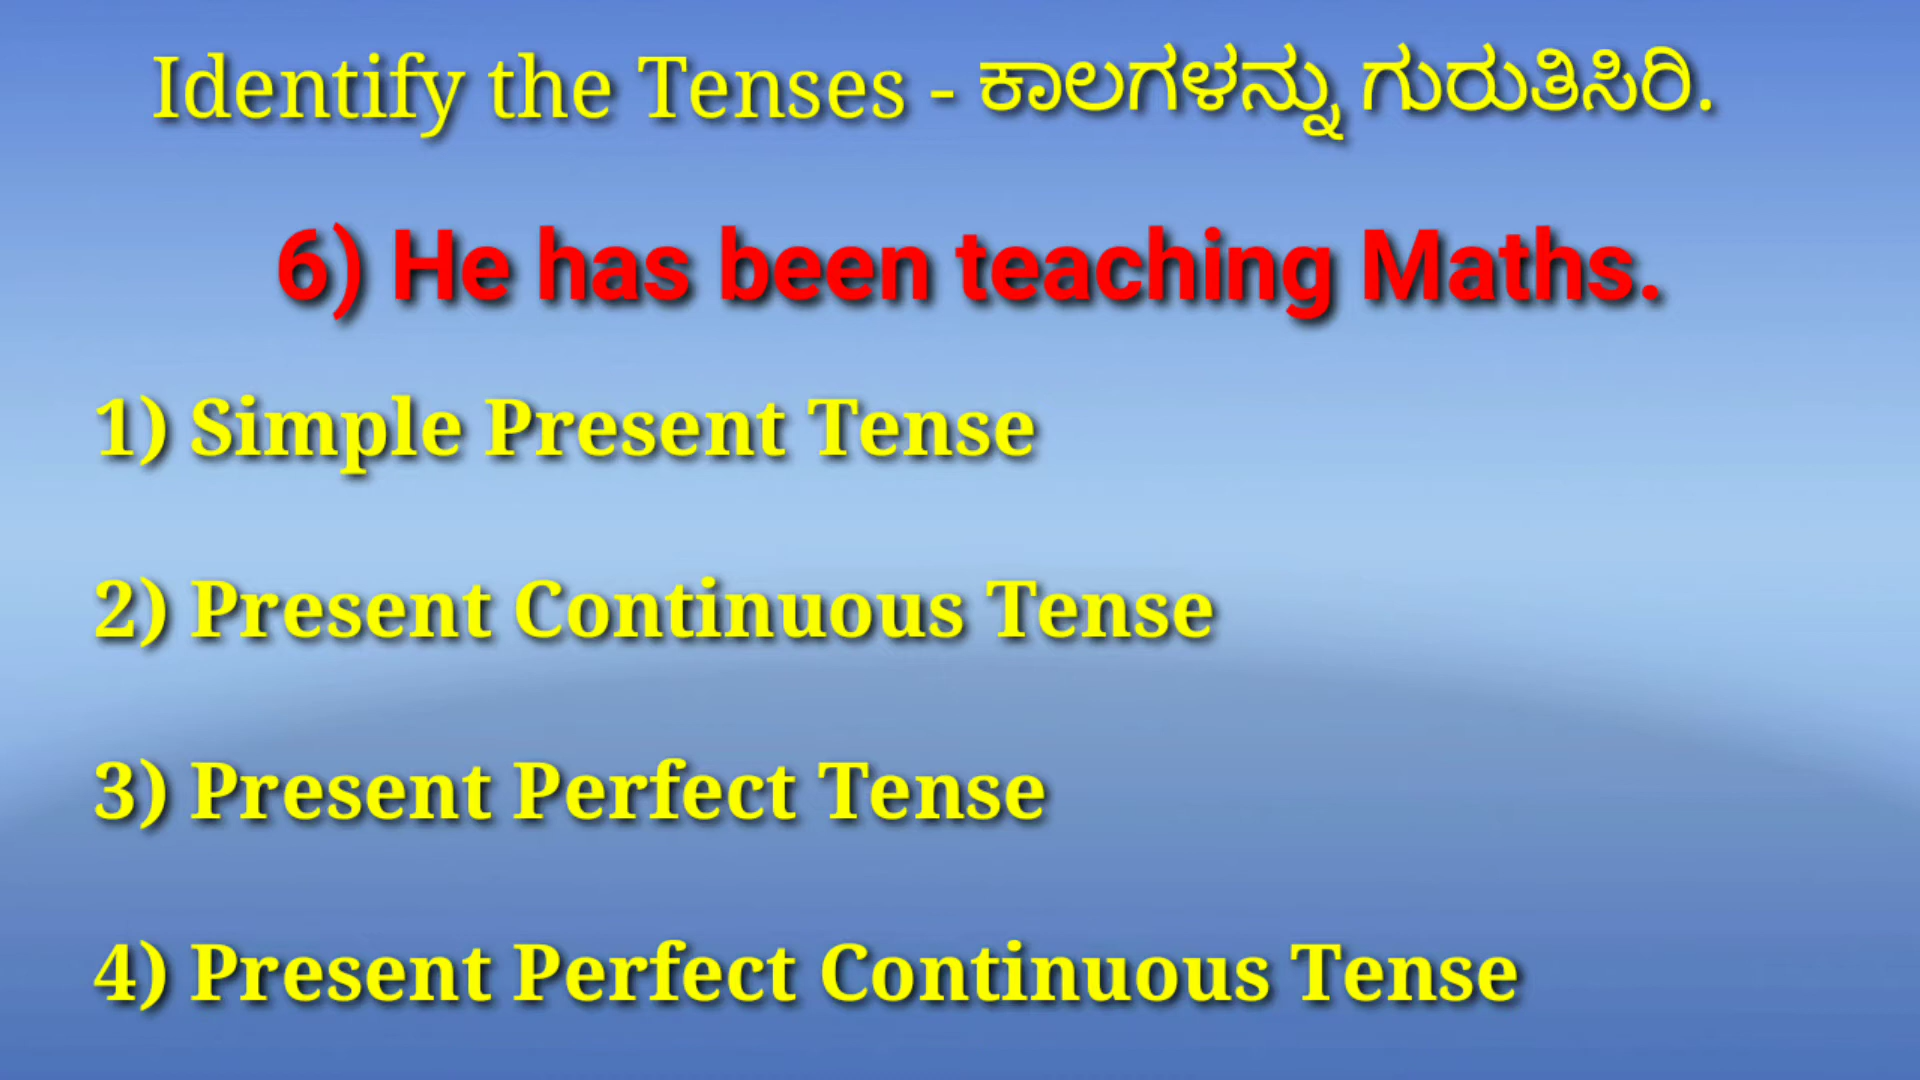 Identify the Tenses - ಕಾಲಗಳನ್ನು ಗುರುತಿಸಿರಿ.
6) He has been teaching Maths.
1) Simple Present Tense
2) Present Continuous Tense
3) Present Perfect Tense
4) Present Perfect Continuous Tense